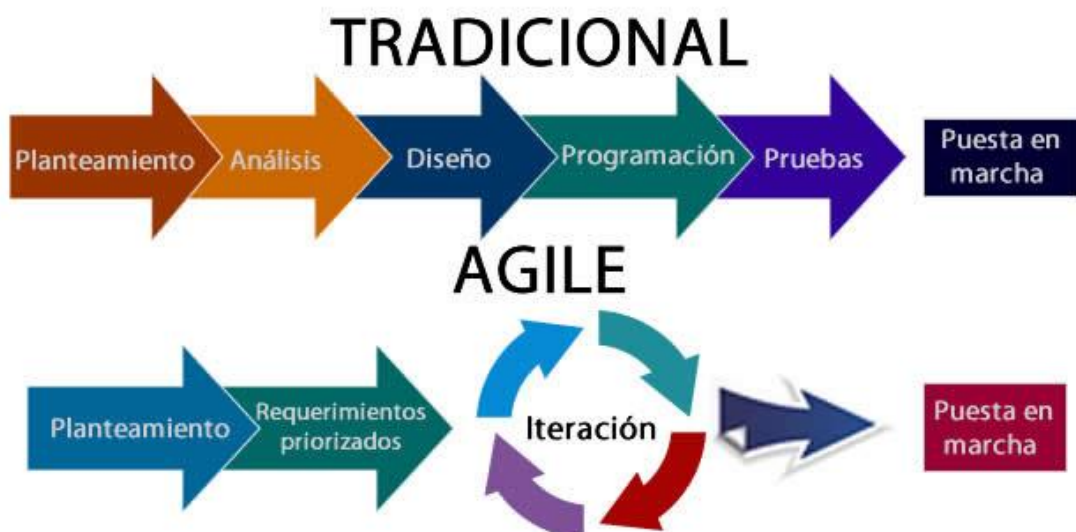 TRADICIONAL
Planteamiento
Análisis
Diseño
Programación
Pruebas
Puesta en
marcha
AGILE
Planteamiento
Requerimientos
priorizados
Iteración
Puesta en
marcha